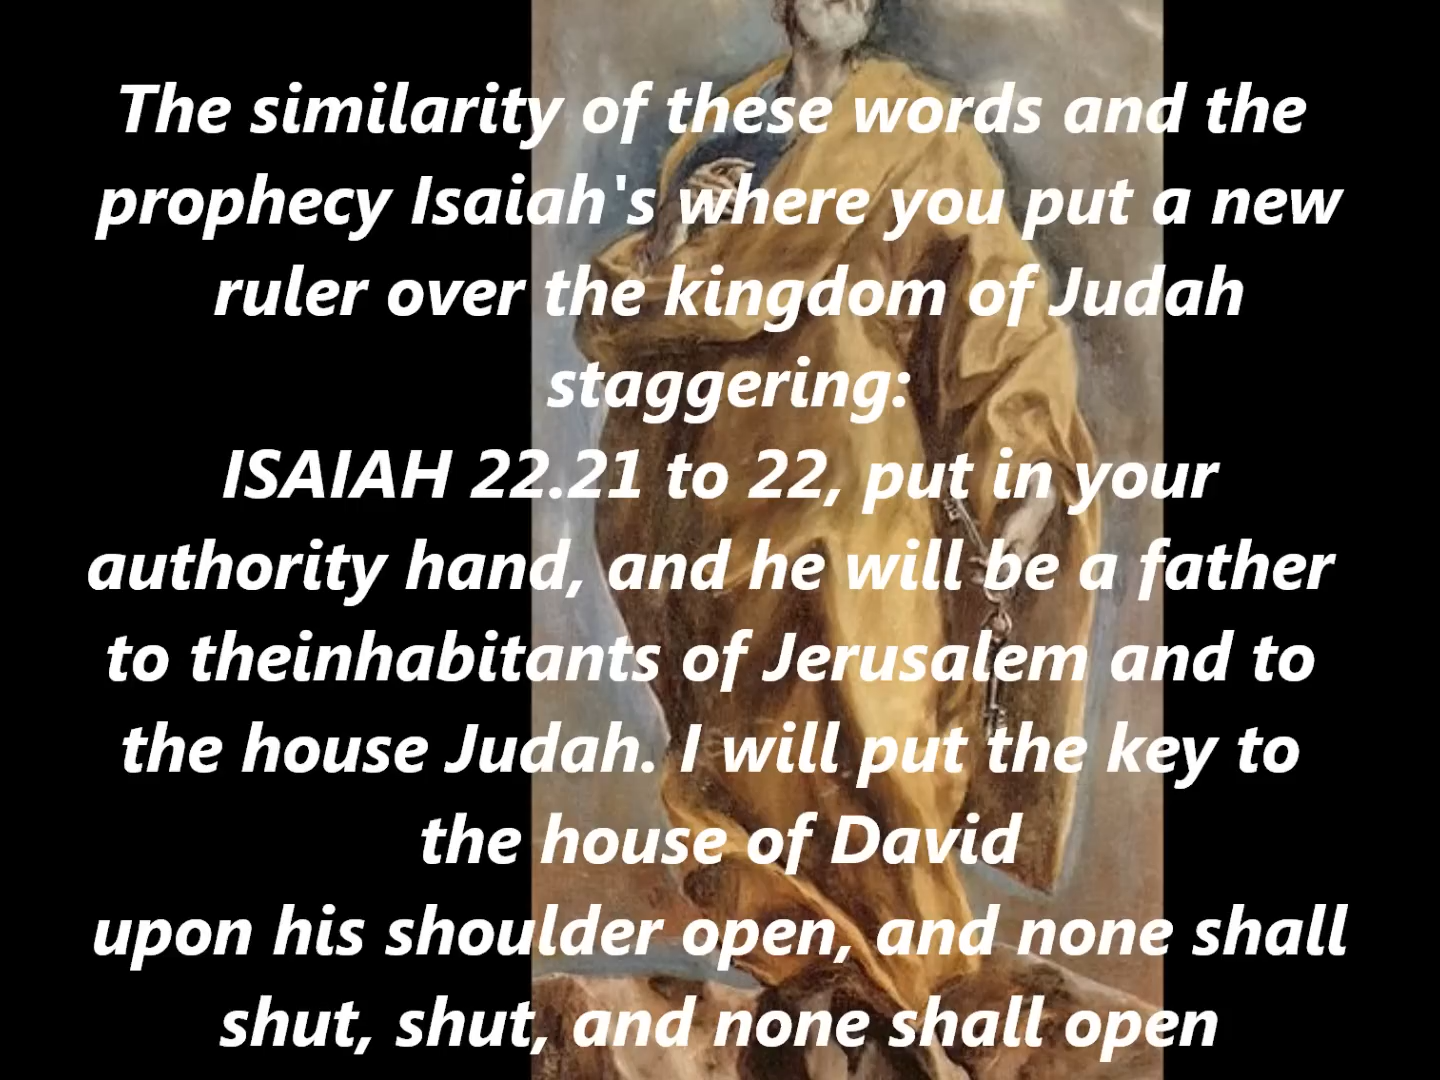 The similarity of these words and the
prophecy Isaiah's where you put a new
ruler over the kingdom of Judah
staggering:
ISAIAH 22.21 to 22, put in your
authority hand, and he will be a father
to theinhabitants of Jerusalem and to
the house Judah. I will put the key to
the house of David
upon his shoulder open, and none shall
shut, shut, and none shall open